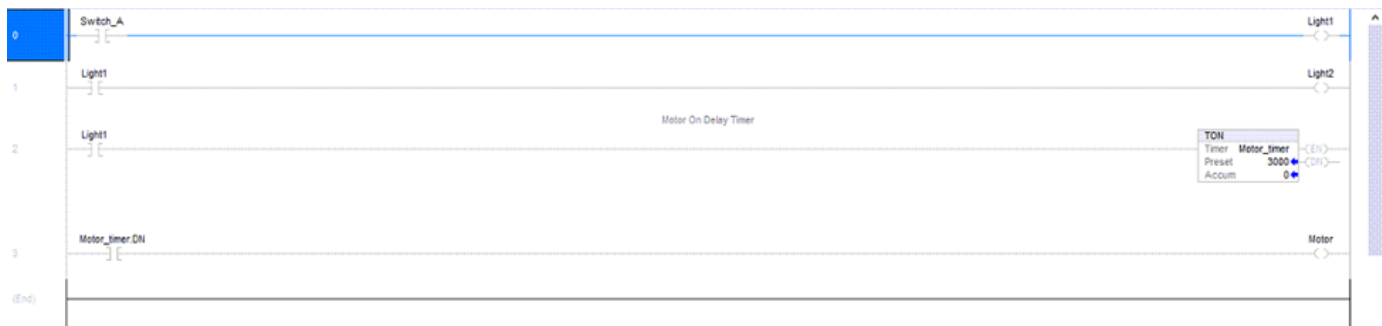 Switch_A Light1
0
Light1 Light2
1
Motor On Delay Timer
Light1 TON
2 Timer Motor_timer (EN)
Preset 3000 (DN)
Accum 0
Motor_timer.DN Motor
3
(End)